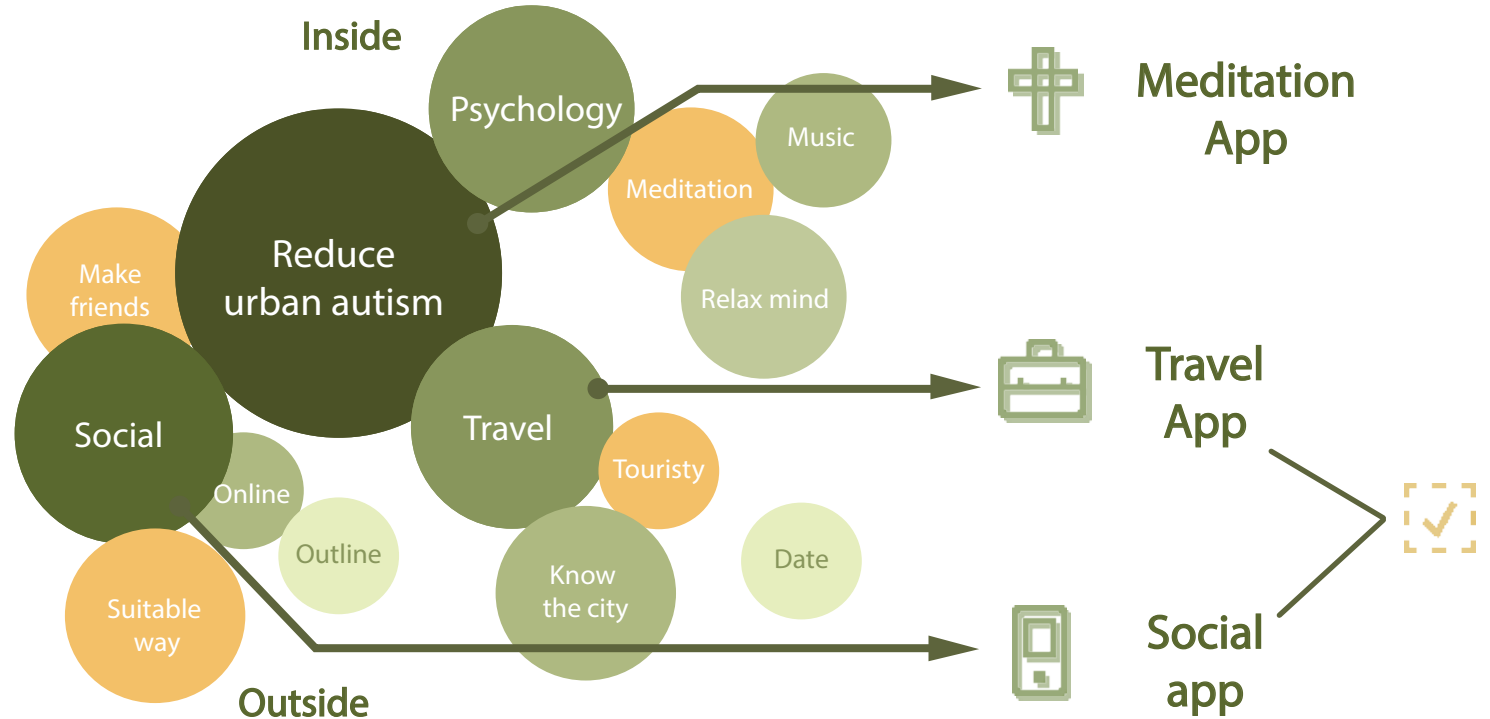 Inside
Psychology
Music
Meditation
Reduce
urban autism
Make
friends
Relax mind
Social
Travel
Online
Touristy
Outline
Date
Know
the city
Suitable
way
Outside
Meditation
App
Travel
App
Social
app